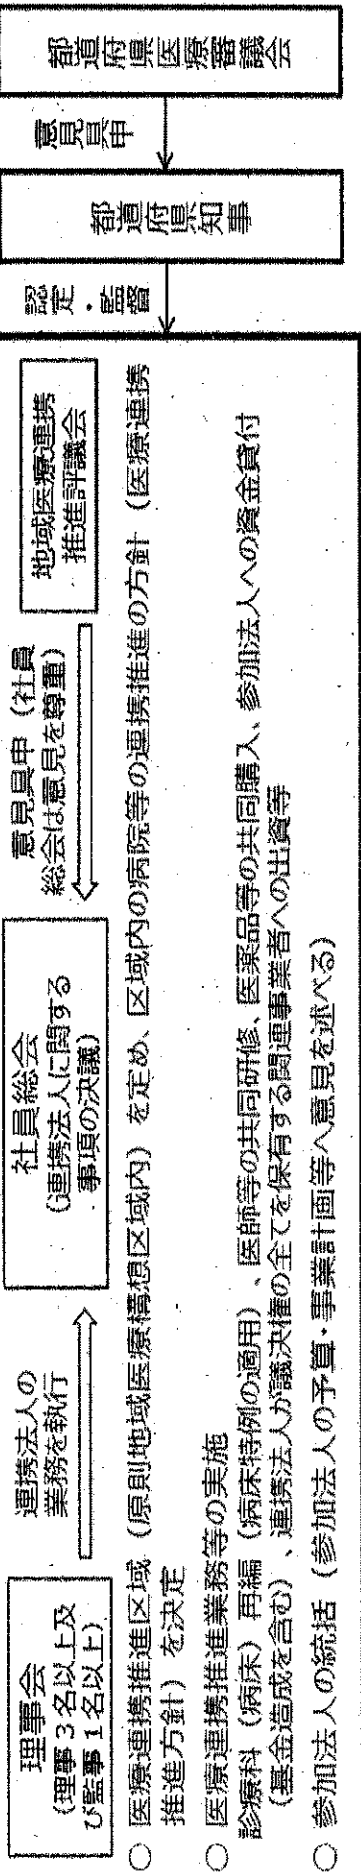 都道府県医療審議会
意見具申
都道府県知事
認定・監督
理事会
(理事３名以上及
び監事１名以上)
連携法人の
業務を執行
社員総会
(連携法人に関する
事項の決議)
意見具申（社員
総会は意見を尊重）
地域医療連携
推進評議会
○ 医療連携推進区域（原則地域医療構想区域内）を定め、区域内の病院等の連携推進の方針（医療連携
推進方針）を決定
○ 医療連携推進業務等の実施
診療科（病床）再編（病床特例の適用）、医師等の共同研修、医薬品等の共同購入、参加法人への資金貸付
（基金造成を含む）、連携法人が議決権の全てを保有する関連事業者への出資等
○ 参加法人の統括（参加法人の予算・事業計画等へ意見を述べる）